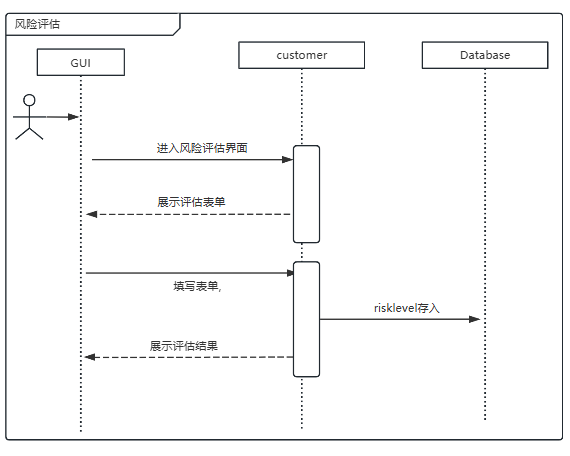 风险评估
GUI
customer
Database
进入风险评估界面
展示评估表单
填写表单,
risklevel存入
展示评估结果